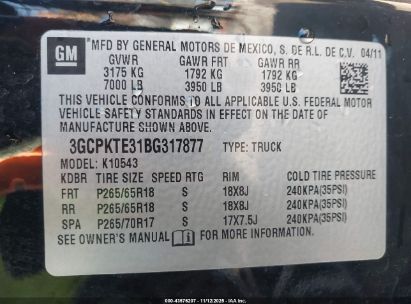 GM MFD BY GENERAL MOTORS DE MEXICO, S. DE R.L. DE C.V. 04/11
GVWR GAWR FRT GAWR RR
3175 KG 1792 KG 1792 KG
7000 LB 3950 LB 3950 LB
THIS VEHICLE CONFORMS TO ALL APPLICABLE U.S. FEDERAL MOTOR
VEHICLE SAFETY STANDARDS IN EFFECT ON THE DATE OF
MANUFACTURE SHOWN ABOVE.
3GCPKTE31BG317877 TYPE: TRUCK
MODEL: K10543
KDBR TIRE SIZE SPEED RTG RIM COLD TIRE PRESSURE
FRT P265/65R18 S 18X8J 240KPA(35PSI)
RR P265/65R18 S 18X8J 240KPA(35PSI)
SPA P265/70R17 S 17X7.5J 240KPA(35PSI)
SEE OWNER'S MANUAL FOR MORE INFORMATION.